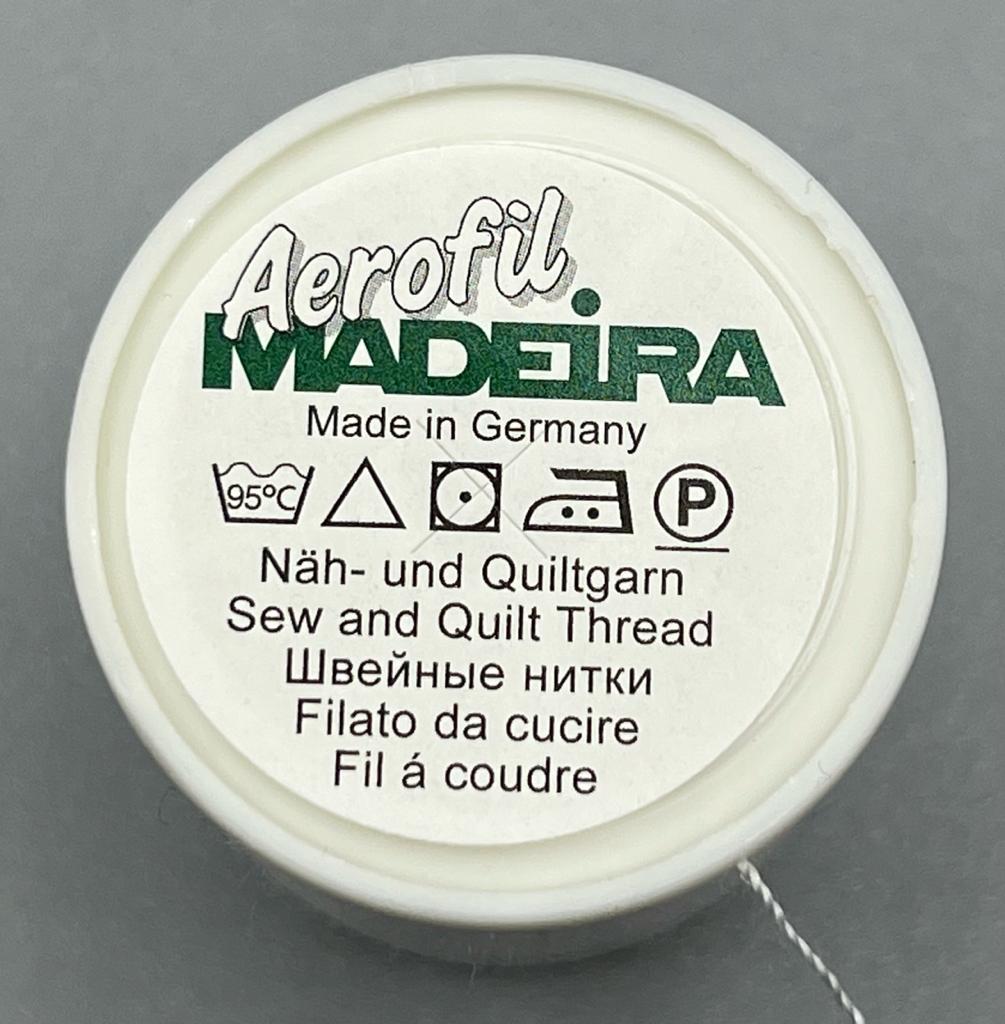 Aerofil
MADEiRA
Made in Germany
95°C P
Näh- und Quiltgarn
Sew and Quilt Thread
Швейные нитки
Filato da cucire
Fil á coudre